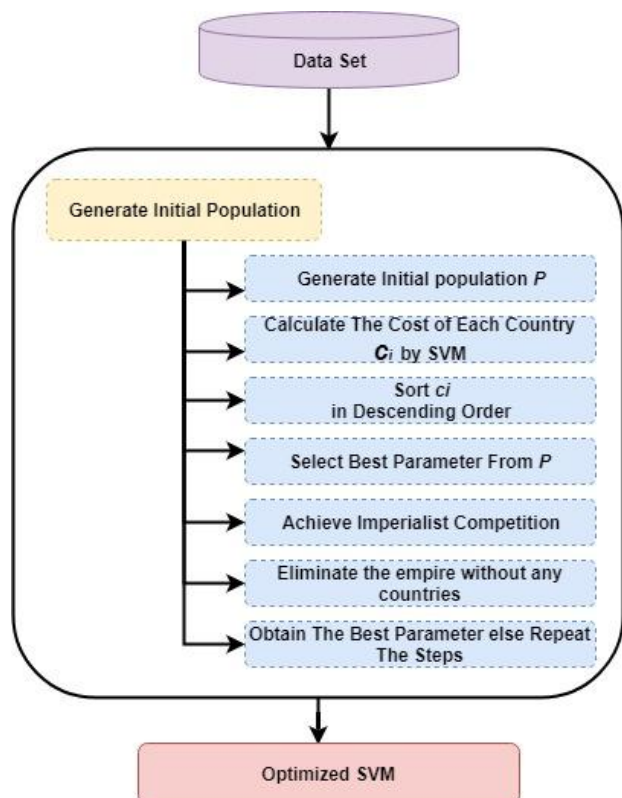 Data Set
Generate Initial Population
Generate Initial population P
Calculate The Cost of Each Country
Ci by SVM
Sort ci
in Descending Order
Select Best Parameter From P
Achieve Imperialist Competition
Eliminate the empire without any
countries
Obtain The Best Parameter else Repeat
The Steps
Optimized SVM